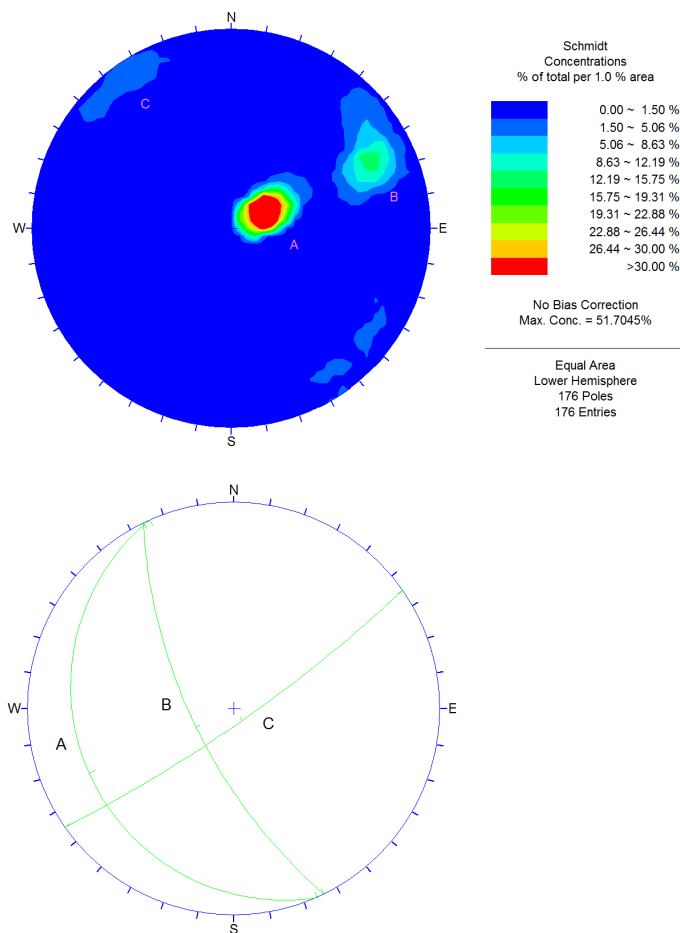 N
W
E
S
C
B
A
Schmidt
Concentrations
% of total per 1.0 % area
0.00 ~ 1.50 %
1.50 ~ 5.06 %
5.06 ~ 8.63 %
8.63 ~ 12.19 %
12.19 ~ 15.75 %
15.75 ~ 19.31 %
19.31 ~ 22.88 %
22.88 ~ 26.44 %
26.44 ~ 30.00 %
>30.00 %
No Bias Correction
Max. Conc. = 51.7045%
Equal Area
Lower Hemisphere
176 Poles
176 Entries
N
W
E
S
B
C
A